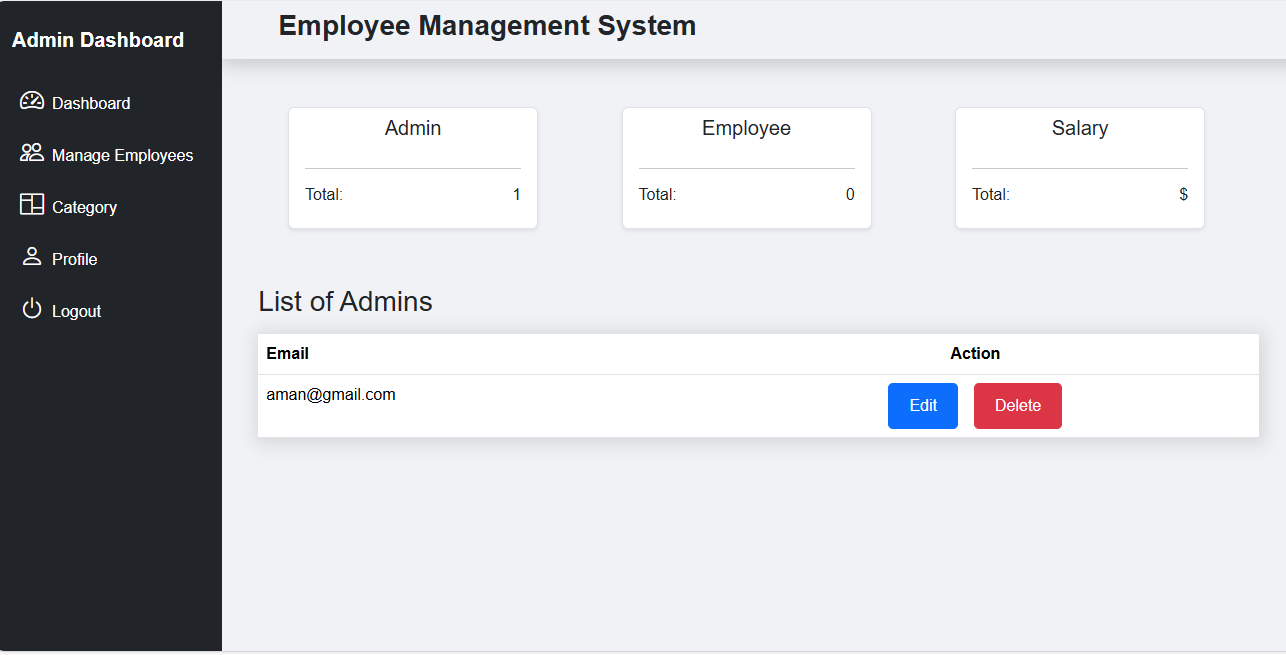 Admin Dashboard
Dashboard
Manage Employees
Category
Profile
Logout
Employee Management System
Admin
Total: 1
Employee
Total: 0
Salary
Total: $
List of Admins
Email Action
aman@gmail.com Edit Delete